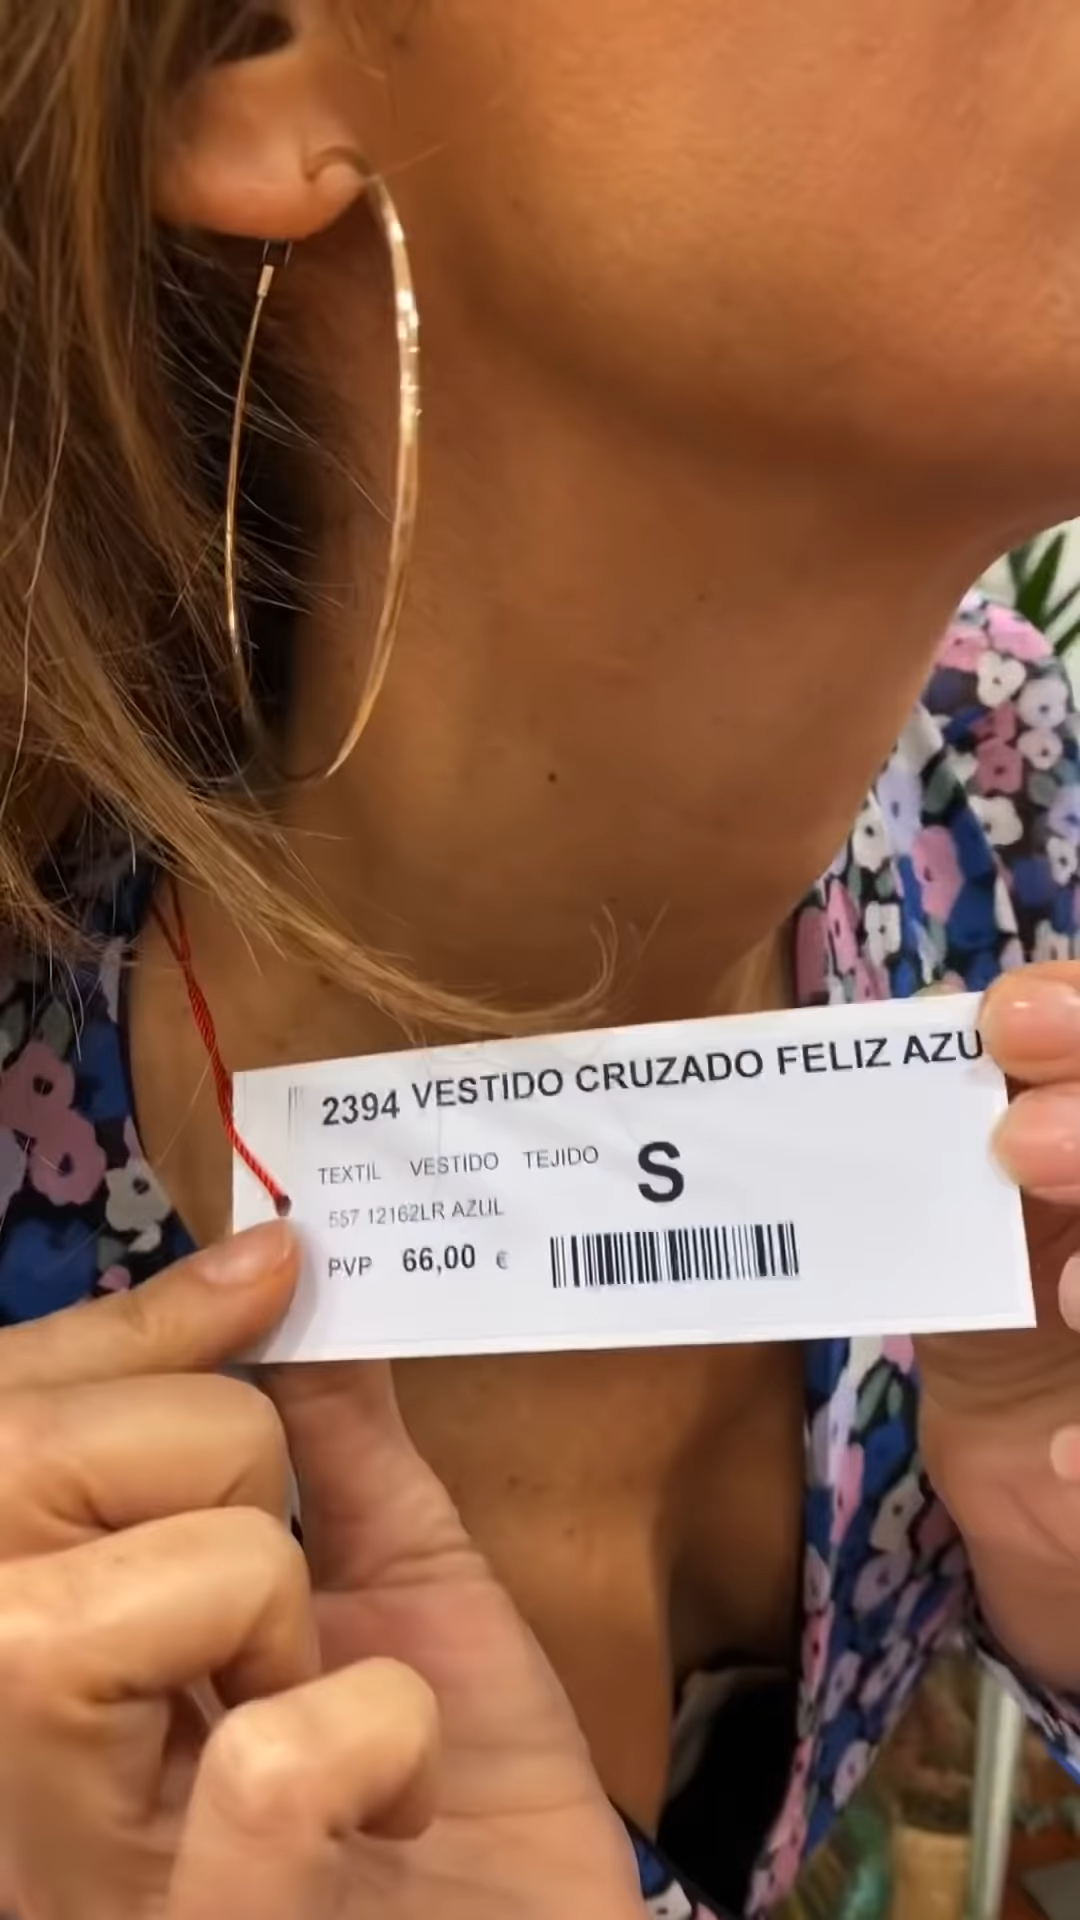 2394 VESTIDO CRUZADO FELIZ AZU
TEXTIL VESTIDO TEJIDO S
557 12162LR AZUL
PVP 66,00 €